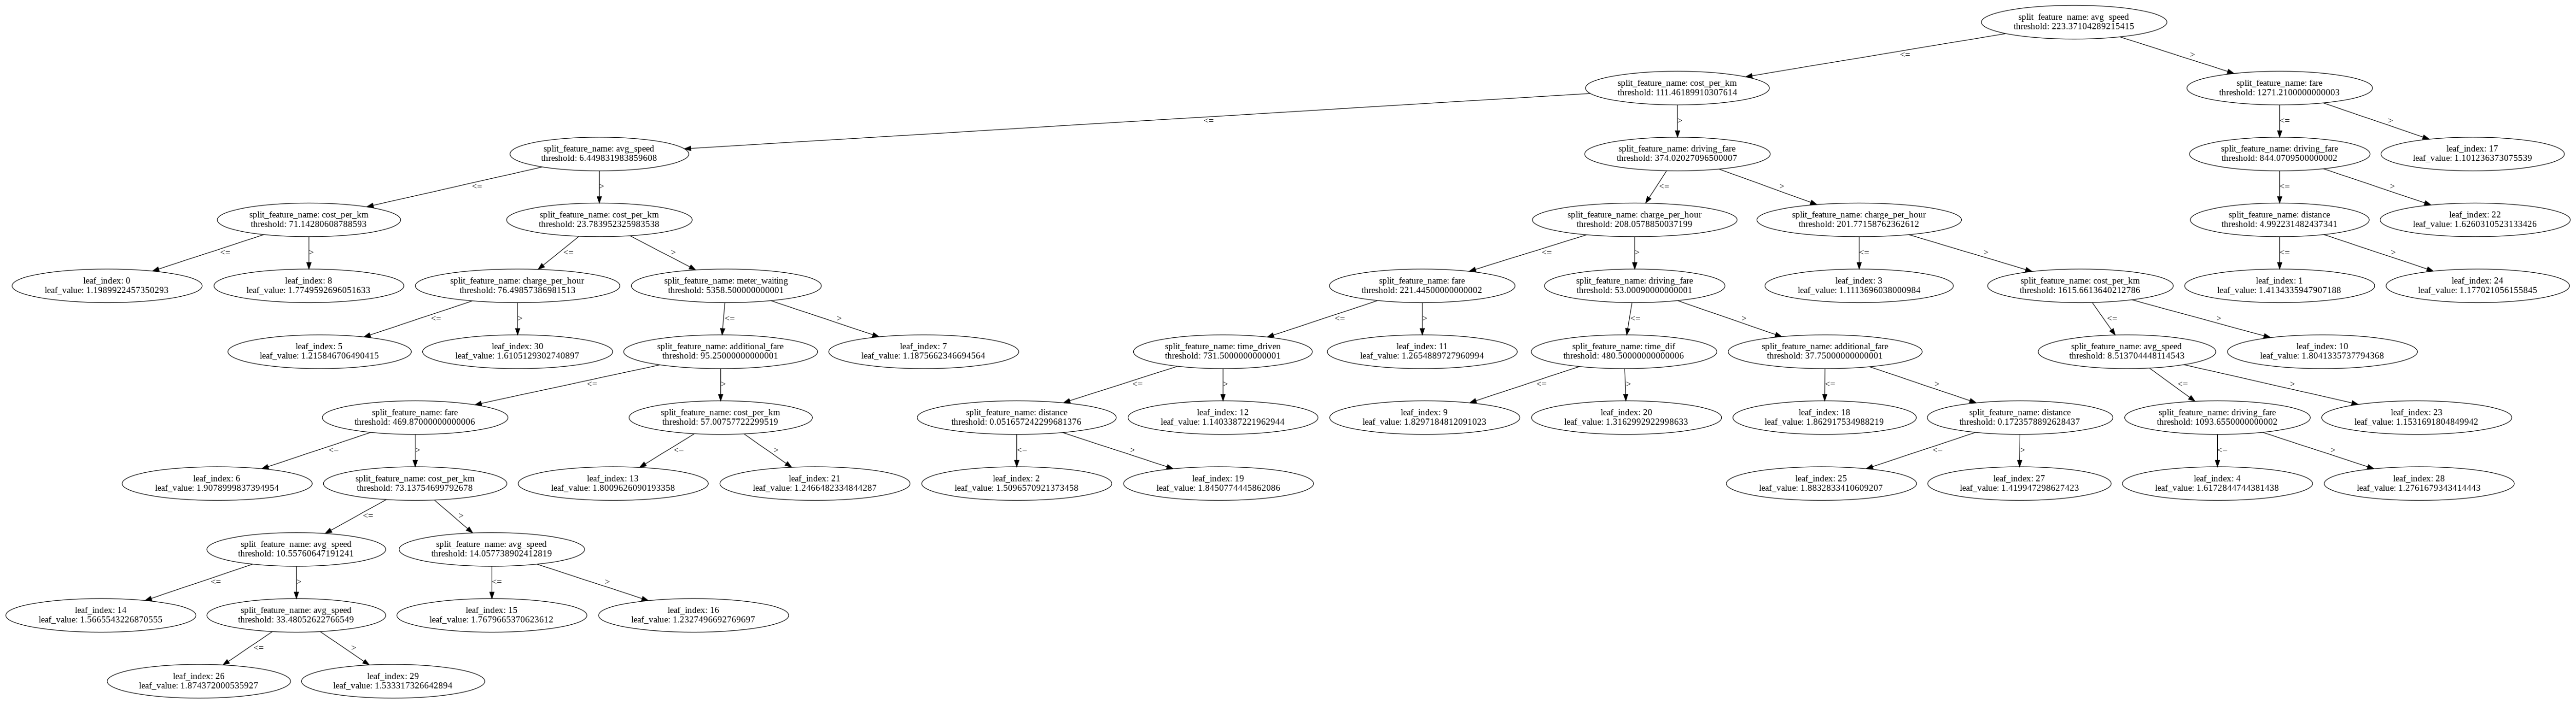 split_feature_name: avg_speed
threshold: 223.37104289215415
<=
>
split_feature_name: cost_per_km
threshold: 111.46189910307614
split_feature_name: fare
threshold: 1271.2100000000003
<=
>
<=
>
split_feature_name: avg_speed
threshold: 6.449831983859608
split_feature_name: driving_fare
threshold: 374.02027096500007
split_feature_name: driving_fare
threshold: 844.0709500000002
leaf_index: 17
leaf_value: 1.101236373075539
<=
>
<=
>
<=
>
split_feature_name: cost_per_km
threshold: 71.14280608788593
split_feature_name: cost_per_km
threshold: 23.783952325983538
split_feature_name: charge_per_hour
threshold: 208.0578850037199
split_feature_name: charge_per_hour
threshold: 201.77158762362612
split_feature_name: distance
threshold: 4.992231482437341
leaf_index: 22
leaf_value: 1.6260310523133426
<=
>
<=
>
<=
>
<=
>
<=
>
leaf_index: 0
leaf_value: 1.1989922457350293
leaf_index: 8
leaf_value: 1.7749592696051633
split_feature_name: charge_per_hour
threshold: 76.49857386981513
split_feature_name: meter_waiting
threshold: 5358.500000000001
split_feature_name: fare
threshold: 221.44500000000002
split_feature_name: driving_fare
threshold: 53.00090000000001
leaf_index: 3
leaf_value: 1.1113696038000984
split_feature_name: cost_per_km
threshold: 1615.6613640212786
leaf_index: 1
leaf_value: 1.4134335947907188
leaf_index: 24
leaf_value: 1.177021056155845
<=
>
<=
>
<=
>
<=
>
<=
>
leaf_index: 5
leaf_value: 1.215846706490415
leaf_index: 30
leaf_value: 1.6105129302740897
split_feature_name: additional_fare
threshold: 95.25000000000001
leaf_index: 7
leaf_value: 1.1875662346694564
split_feature_name: time_driven
threshold: 731.5000000000001
leaf_index: 11
leaf_value: 1.2654889727960994
split_feature_name: time_dif
threshold: 480.50000000000006
split_feature_name: additional_fare
threshold: 37.75000000000001
split_feature_name: avg_speed
threshold: 8.513704448114543
leaf_index: 10
leaf_value: 1.8041335737794368
<=
>
<=
>
<=
>
<=
>
<=
>
split_feature_name: fare
threshold: 469.87000000000006
split_feature_name: cost_per_km
threshold: 57.00757722299519
split_feature_name: distance
threshold: 0.051657242299681376
leaf_index: 12
leaf_value: 1.1403387221962944
leaf_index: 9
leaf_value: 1.8297184812091023
leaf_index: 20
leaf_value: 1.3162992922998633
leaf_index: 18
leaf_value: 1.862917534988219
split_feature_name: distance
threshold: 0.1723578892628437
split_feature_name: driving_fare
threshold: 1093.6550000000002
leaf_index: 23
leaf_value: 1.1531691804849942
<=
>
<=
>
<=
>
<=
>
<=
>
leaf_index: 6
leaf_value: 1.9078999837394954
split_feature_name: cost_per_km
threshold: 73.13754699792678
leaf_index: 13
leaf_value: 1.8009626090193358
leaf_index: 21
leaf_value: 1.2466482334844287
leaf_index: 2
leaf_value: 1.5096570921373458
leaf_index: 19
leaf_value: 1.8450774445862086
leaf_index: 25
leaf_value: 1.8832833410609207
leaf_index: 27
leaf_value: 1.419947298627423
leaf_index: 4
leaf_value: 1.6172844744381438
leaf_index: 28
leaf_value: 1.2761679343414443
<=
>
split_feature_name: avg_speed
threshold: 10.55760647191241
split_feature_name: avg_speed
threshold: 14.057738902412819
<=
>
<=
>
leaf_index: 14
leaf_value: 1.5665543226870555
split_feature_name: avg_speed
threshold: 33.48052622766549
leaf_index: 15
leaf_value: 1.7679665370623612
leaf_index: 16
leaf_value: 1.2327496692769697
<=
>
leaf_index: 26
leaf_value: 1.874372000535927
leaf_index: 29
leaf_value: 1.533317326642894